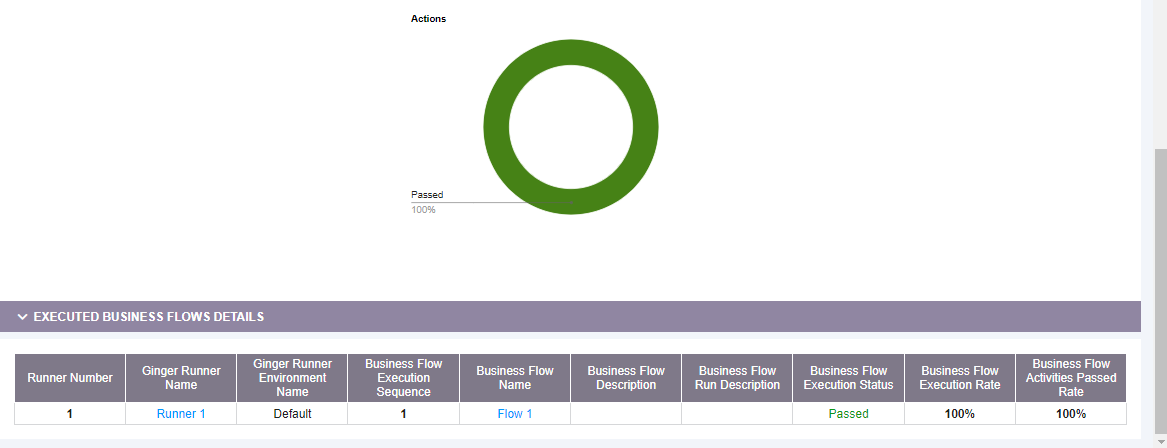 Actions
Passed
100%
EXECUTED BUSINESS FLOWS DETAILS
Runner Number
Ginger Runner
Name
Ginger Runner
Environment
Name
Business Flow
Execution
Sequence
Business Flow
Name
Business Flow
Description
Business Flow
Run Description
Business Flow
Execution Status
Business Flow
Execution Rate
Business Flow
Activities Passed
Rate
1
Runner 1
Default
1
Flow 1
Passed
100%
100%